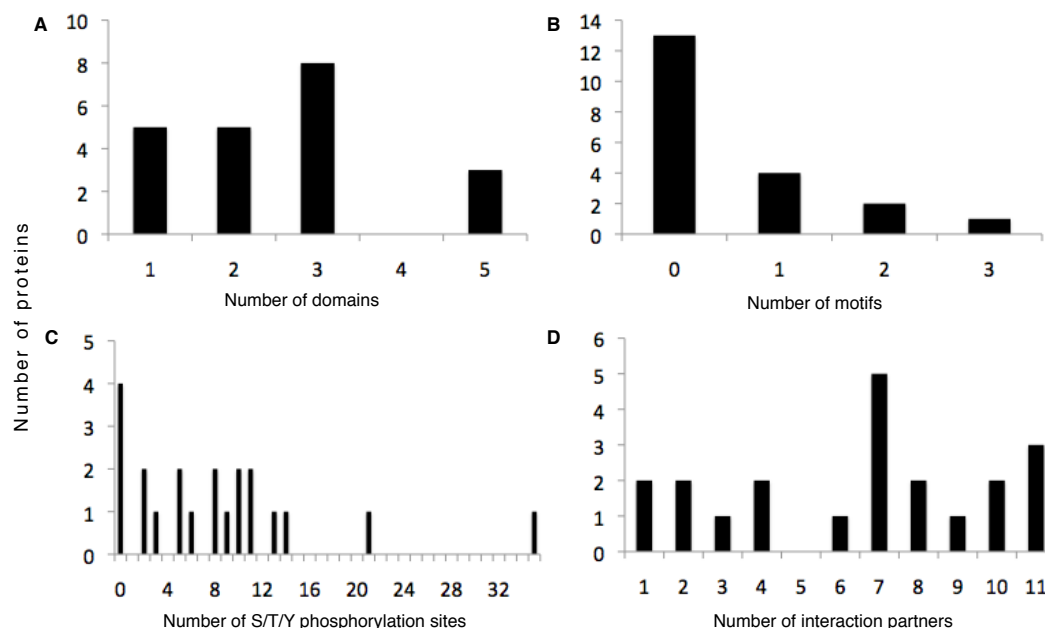 Number of proteins
A
10
8
6
4
2
0
1 2 3 4 5
Number of domains
B
14
12
10
8
6
4
2
0
0 1 2 3
Number of motifs
C
5
4
3
2
1
0
0 4 8 12 16 20 24 28 32
Number of S/T/Y phosphorylation sites
D
6
5
4
3
2
1
0
1 2 3 4 5 6 7 8 9 10 11
Number of interaction partners